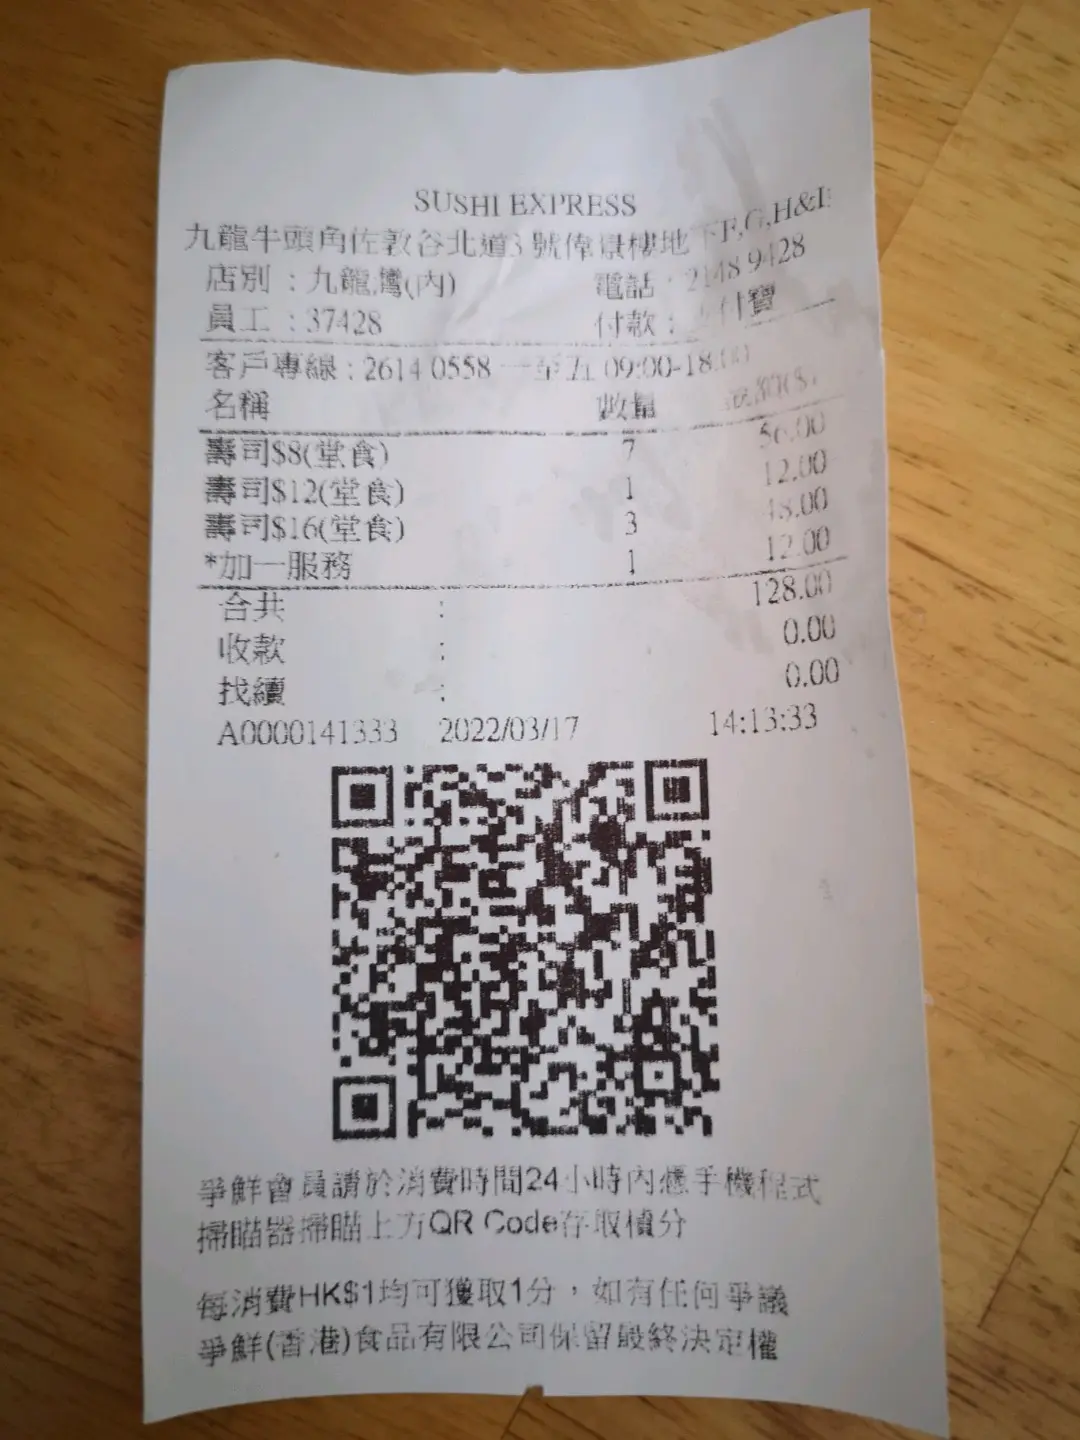 SUSHI EXPRESS
九龍牛頭角佐敦谷北道3號偉景樓地下F,G,H&I
店別：九龍灣(內) 電話：2148 9428
員工：37428 付款：支付寶
客戶專線：2614 0558 一至五 09:00-18:00
名稱 數量
壽司$8(堂食) 7 56.00
壽司$12(堂食) 1 12.00
壽司$16(堂食) 3 48.00
*加一服務 1 12.00
合共 : 128.00
收款 : 0.00
找續 : 0.00
A0000141333 2022/03/17 14:13:33
爭鮮會員請於消費時間24小時內憑手機程式
掃瞄器掃瞄上方QR Code存取積分
每消費HK$1均可獲取1分，如有任何爭議
爭鮮(香港)食品有限公司保留最終決定權